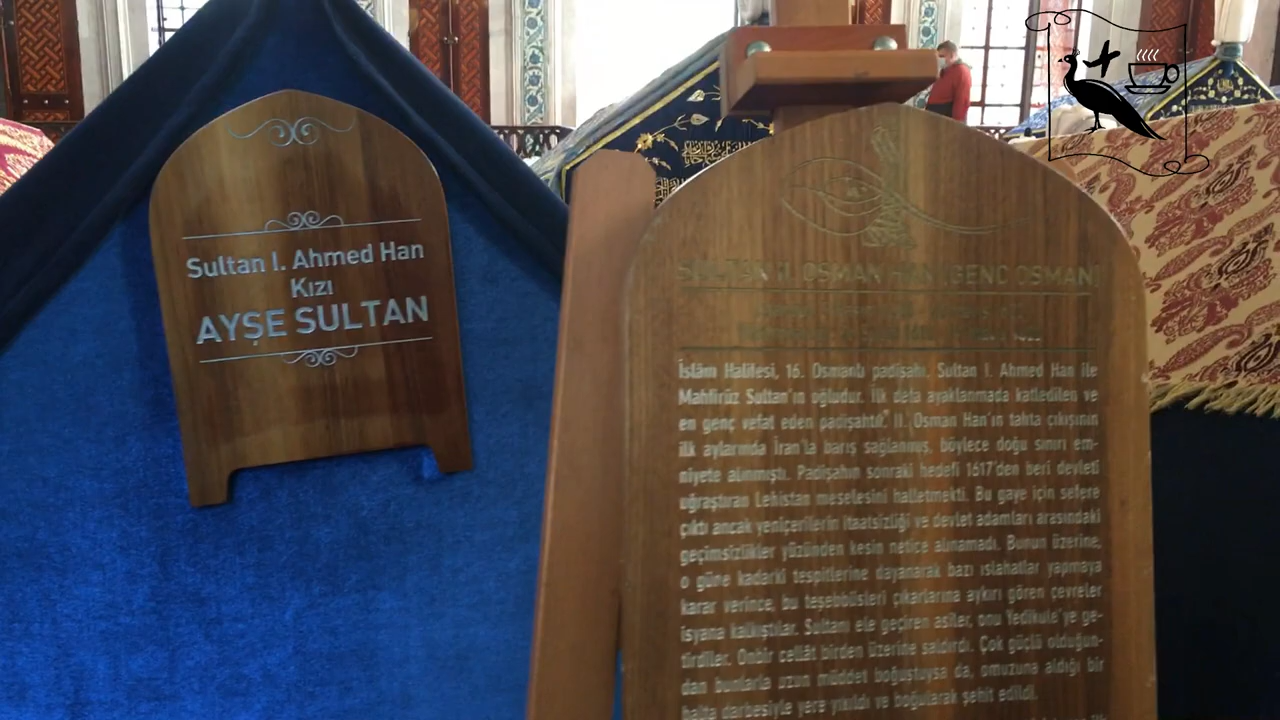 Sultan I. Ahmed Han
Kızı
AYŞE SULTAN
SULTAN II. OSMAN GENÇ OSMAN
İslâm Halifesi, 16. Osmanlı padişahı, Sultan I. Ahmed Han ile
Mahfirûz Sultan'ın oğludur. İlk defa ayaklanmada katledilen ve
en genç vefat eden padişahtır. II. Osman Han'ın tahta çıkışının
ilk aylarında İran'la barış sağlanmış, böylece doğu sınırı em-
niyete alınmıştı. Padişahın sonraki hedefi 1617'den beri devleti
uğraştıran Lehistan meselesini halletmekti. Bu gaye için sefere
çıktı ancak yeniçerilerin itaatsizliği ve devlet adamları arasındaki
geçimsizlikler yüzünden kesin netice alınamadı. Bunun üzerine,
o güne kadarki tespitlerine dayanarak bazı ıslahatlar yapmaya
karar verince, bu teşebbüsleri çıkarlarına aykırı gören çevreler
isyana kalkıştılar. Sultanı ele geçiren asiler, onu Yedikule'ye ge-
tirdiler. Onbir cellât birden üzerine saldırdı. Çok güçlü olduğun-
dan bunlarla uzun müddet boğuştuysa da, omuzuna aldığı bir
balta darbesiyle yere yıkıldı ve boğularak şehit edildi.